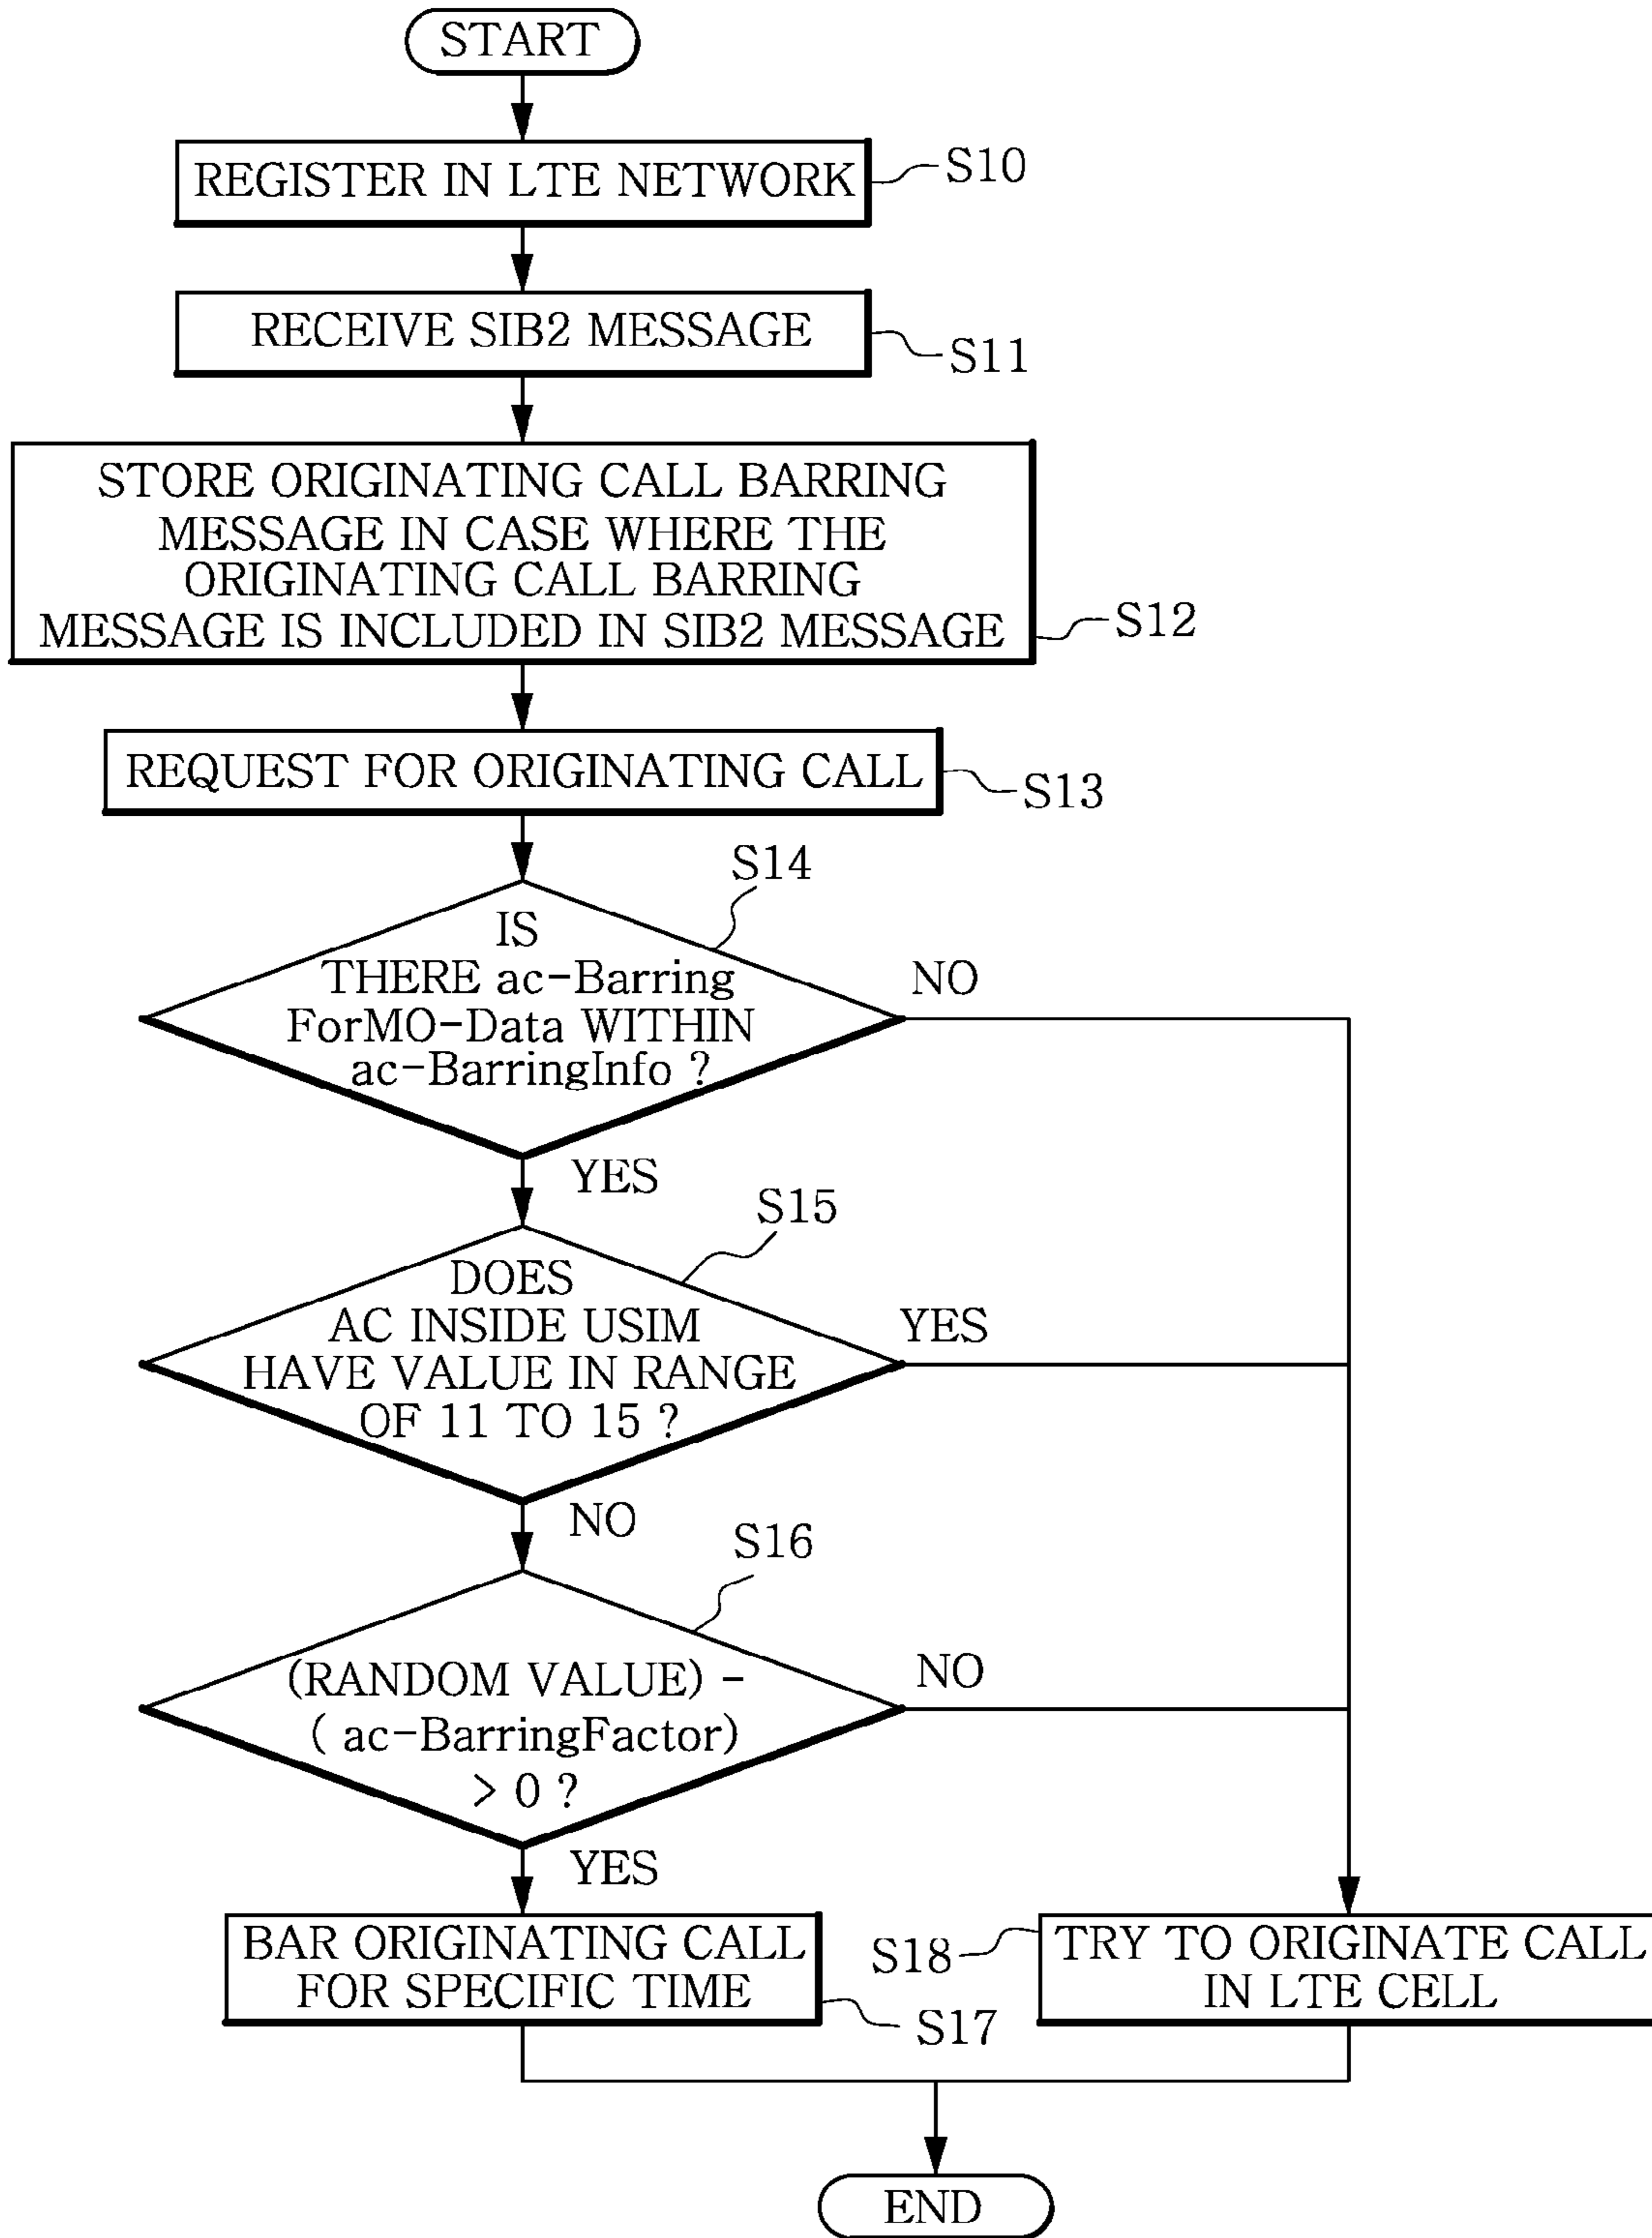 START
REGISTER IN LTE NETWORK
S10
RECEIVE SIB2 MESSAGE
S11
STORE ORIGINATING CALL BARRING
MESSAGE IN CASE WHERE THE
ORIGINATING CALL BARRING
MESSAGE IS INCLUDED IN SIB2 MESSAGE
S12
REQUEST FOR ORIGINATING CALL
S13
S14
IS
THERE ac-Barring
ForMO-Data WITHIN
ac-BarringInfo ?
NO
YES
S15
DOES
AC INSIDE USIM
HAVE VALUE IN RANGE
OF 11 TO 15 ?
YES
NO
S16
(RANDOM VALUE) -
( ac-BarringFactor)
> 0 ?
NO
YES
BAR ORIGINATING CALL
FOR SPECIFIC TIME
S17
S18
TRY TO ORIGINATE CALL
IN LTE CELL
END